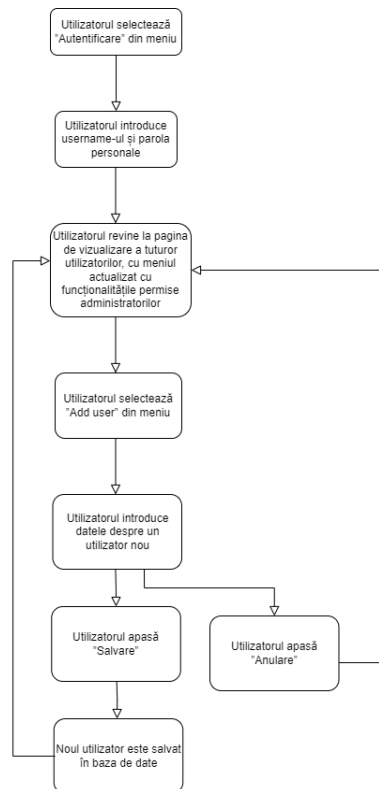 Utilizatorul selectează
"Autentificare" din meniu
Utilizatorul introduce
username-ul și parola
personale
Utilizatorul revine la pagina
de vizualizare a tuturor
utilizatorilor, cu meniul
actualizat cu
funcționalitățile permise
administratorilor
Utilizatorul selectează
"Add user" din meniu
Utilizatorul introduce
datele despre un
utilizator nou
Utilizatorul apasă
"Salvare"
Utilizatorul apasă
"Anulare"
Noul utilizator este salvat
în baza de date